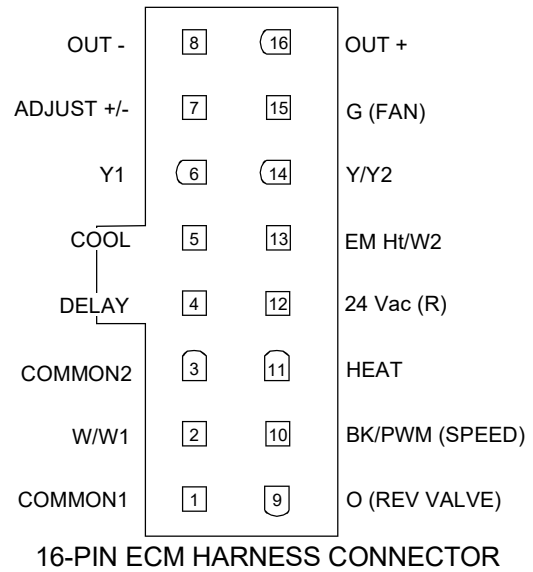 OUT - 8 16 OUT +
ADJUST +/- 7 15 G (FAN)
Y1 6 14 Y/Y2
COOL 5 13 EM Ht/W2
DELAY 4 12 24 Vac (R)
COMMON2 3 11 HEAT
W/W1 2 10 BK/PWM (SPEED)
COMMON1 1 9 O (REV VALVE)
16-PIN ECM HARNESS CONNECTOR